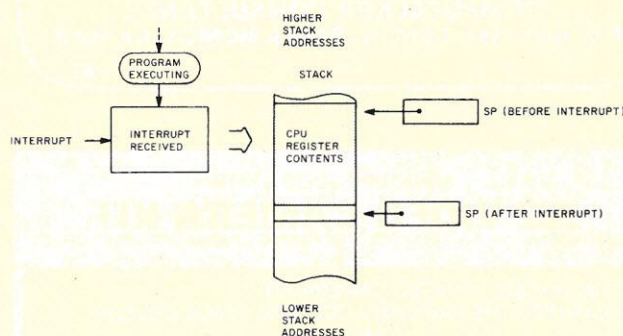 HIGHER
STACK
ADDRESSES
PROGRAM
EXECUTING
STACK
SP (BEFORE INTERRUPT)
INTERRUPT
INTERRUPT
RECEIVED
CPU
REGISTER
CONTENTS
SP (AFTER INTERRUPT)
LOWER
STACK
ADDRESSES